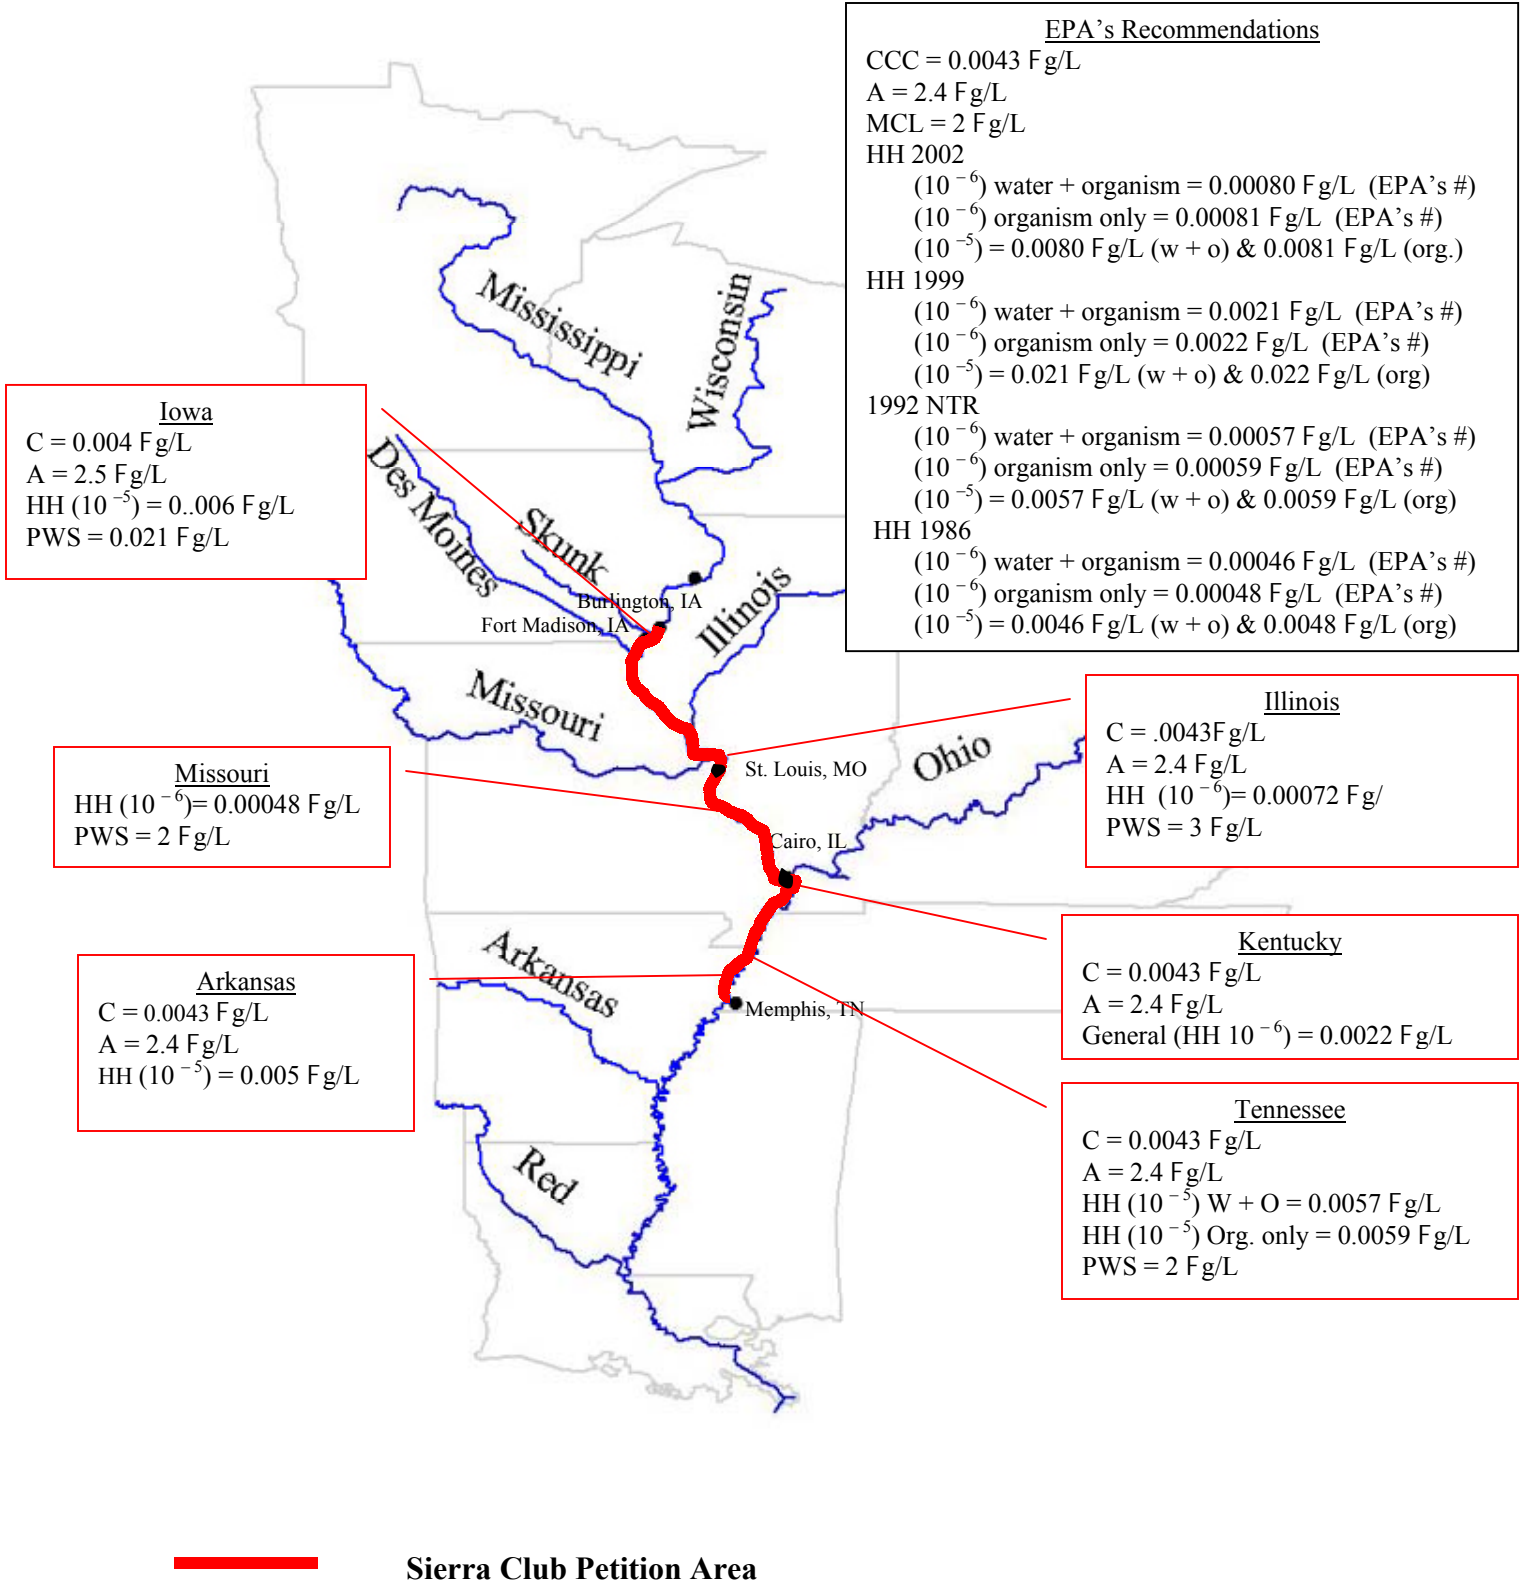 EPA's Recommendations
CCC = 0.0043 Fg/L
A = 2.4 Fg/L
MCL = 2 Fg/L
HH 2002
(10 ⁻⁶) water + organism = 0.00080 Fg/L (EPA's #)
(10 ⁻⁶) organism only = 0.00081 Fg/L (EPA's #)
(10 ⁻⁵) = 0.0080 Fg/L (w + o) & 0.0081 Fg/L (org.)
HH 1999
(10 ⁻⁶) water + organism = 0.0021 Fg/L (EPA's #)
(10 ⁻⁶) organism only = 0.0022 Fg/L (EPA's #)
(10 ⁻⁵) = 0.021 Fg/L (w + o) & 0.022 Fg/L (org)
1992 NTR
(10 ⁻⁶) water + organism = 0.00057 Fg/L (EPA's #)
(10 ⁻⁶) organism only = 0.00059 Fg/L (EPA's #)
(10 ⁻⁵) = 0.0057 Fg/L (w + o) & 0.0059 Fg/L (org)
HH 1986
(10 ⁻⁶) water + organism = 0.00046 Fg/L (EPA's #)
(10 ⁻⁶) organism only = 0.00048 Fg/L (EPA's #)
(10 ⁻⁵) = 0.0046 Fg/L (w + o) & 0.0048 Fg/L (org)
Mississippi
Wisconsin
Iowa
C = 0.004 Fg/L
A = 2.5 Fg/L
HH (10 ⁻⁵) = 0..006 Fg/L
PWS = 0.021 Fg/L
Des Moines
Skunk
Burlington, IA
Fort Madison, IA
Illinois
Missouri
Illinois
C = .0043Fg/L
A = 2.4 Fg/L
HH (10 ⁻⁶)= 0.00072 Fg/
PWS = 3 Fg/L
Missouri
HH (10 ⁻⁶)= 0.00048 Fg/L
PWS = 2 Fg/L
St. Louis, MO
Ohio
Cairo, IL
Kentucky
C = 0.0043 Fg/L
A = 2.4 Fg/L
General (HH 10 ⁻⁶) = 0.0022 Fg/L
Arkansas
C = 0.0043 Fg/L
A = 2.4 Fg/L
HH (10 ⁻⁵) = 0.005 Fg/L
Arkansas
Memphis, TN
Tennessee
C = 0.0043 Fg/L
A = 2.4 Fg/L
HH (10 ⁻⁵) W + O = 0.0057 Fg/L
HH (10 ⁻⁵) Org. only = 0.0059 Fg/L
PWS = 2 Fg/L
Red
Sierra Club Petition Area